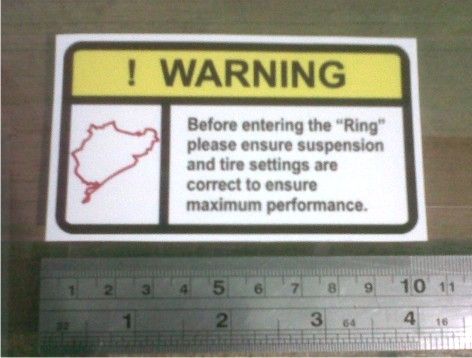 ! WARNING
Before entering the “Ring”
please ensure suspension
and tire settings are
correct to ensure
maximum performance.
1 2 3 4 5 6 7 8 9 10 11
32 1 2 3 64 4 16